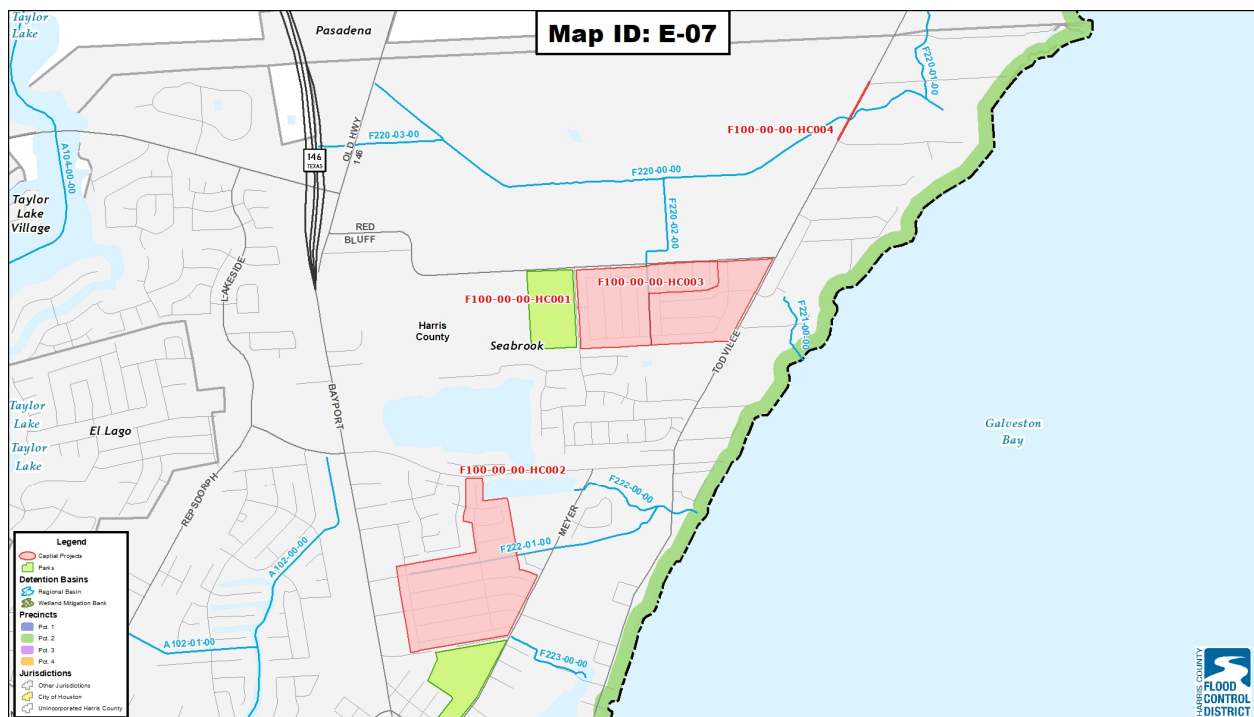 Map ID: E-07
Taylor
Lake
Pasadena
F220-01-00
F100-00-00-HC004
OLD HWY
146
F220-03-00
146
TEXAS
A104-00-00
F220-00-00
Taylor
Lake
Village
F220-02-00
RED
BLUFF
LAKESIDE
F100-00-00-HC003
F100-00-00-HC001
F221-00-00
Harris
County
Seabrook
TODVILLE
BAYPORT
Taylor
Lake
El Lago
Taylor
Lake
Galveston
Bay
F100-00-00-HC002
REPSDORPH
F222-00-00
MEYER
F222-01-00
A102-00-00
A102-01-00
F223-00-00
Legend
Captial Projects
Parks
Detention Basins
Regional Basin
Wetland Mitigation Bank
Precincts
Pct. 1
Pct. 2
Pct. 3
Pct. 4
Jurisdictions
Other Jurisdictions
City of Houston
Unincorporated Harris County
HARRIS COUNTY
FLOOD
CONTROL
DISTRICT